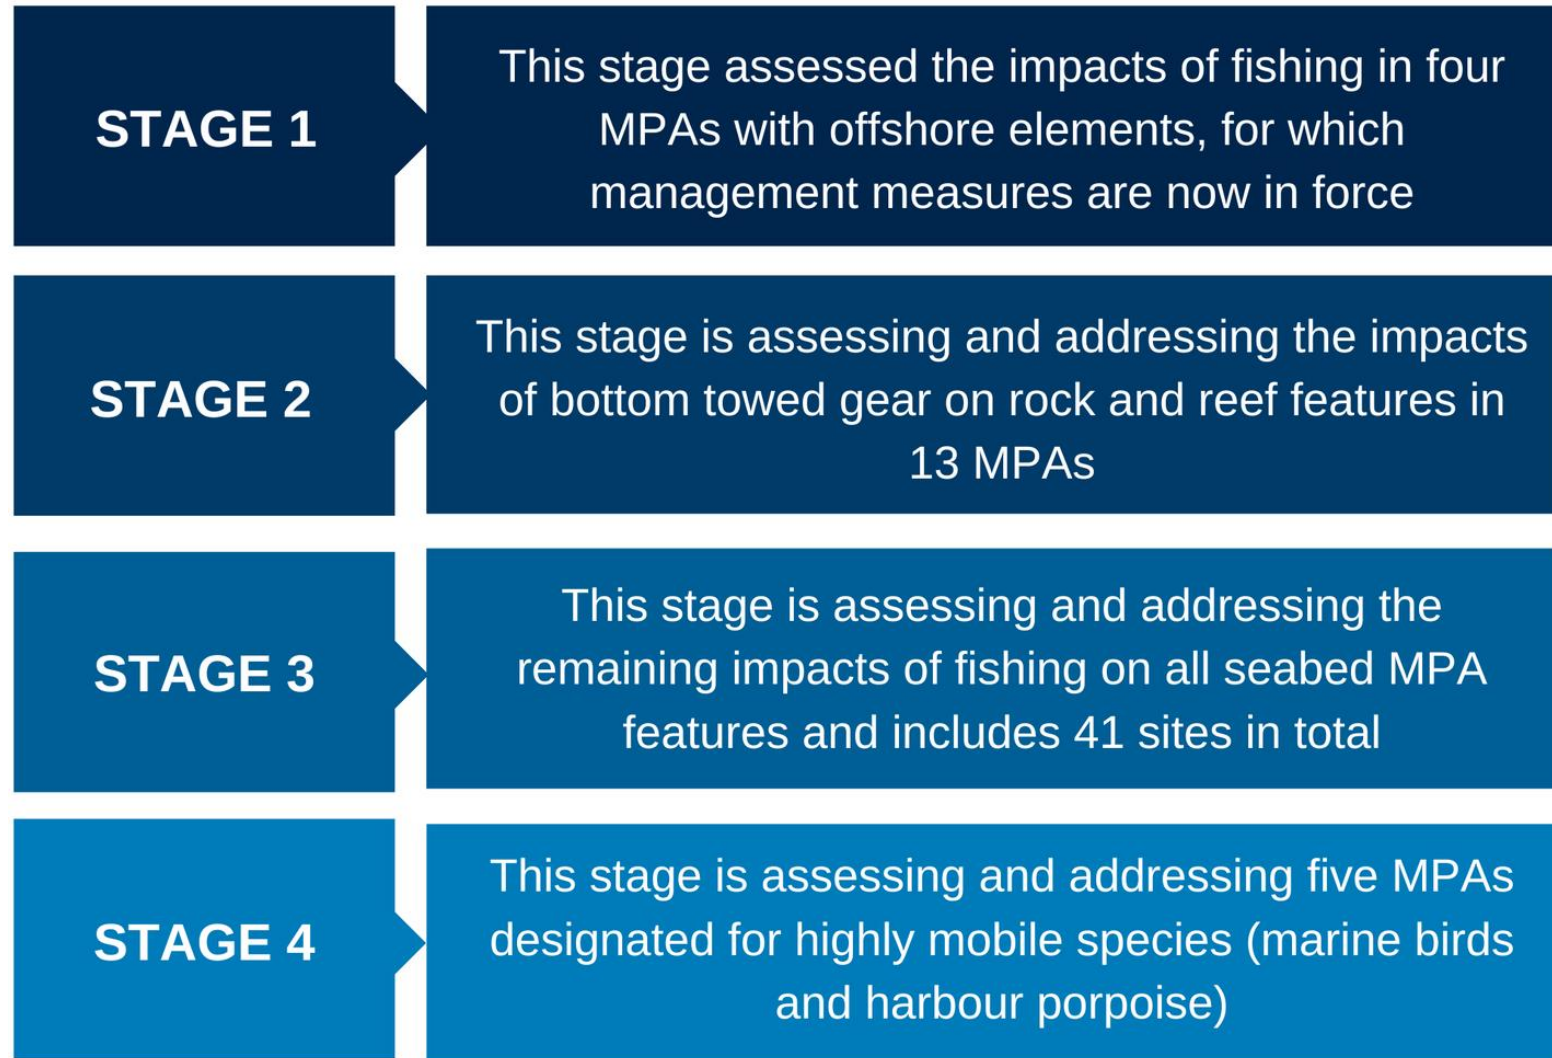 STAGE 1
This stage assessed the impacts of fishing in four
MPAs with offshore elements, for which
management measures are now in force
STAGE 2
This stage is assessing and addressing the impacts
of bottom towed gear on rock and reef features in
13 MPAs
STAGE 3
This stage is assessing and addressing the
remaining impacts of fishing on all seabed MPA
features and includes 41 sites in total
STAGE 4
This stage is assessing and addressing five MPAs
designated for highly mobile species (marine birds
and harbour porpoise)